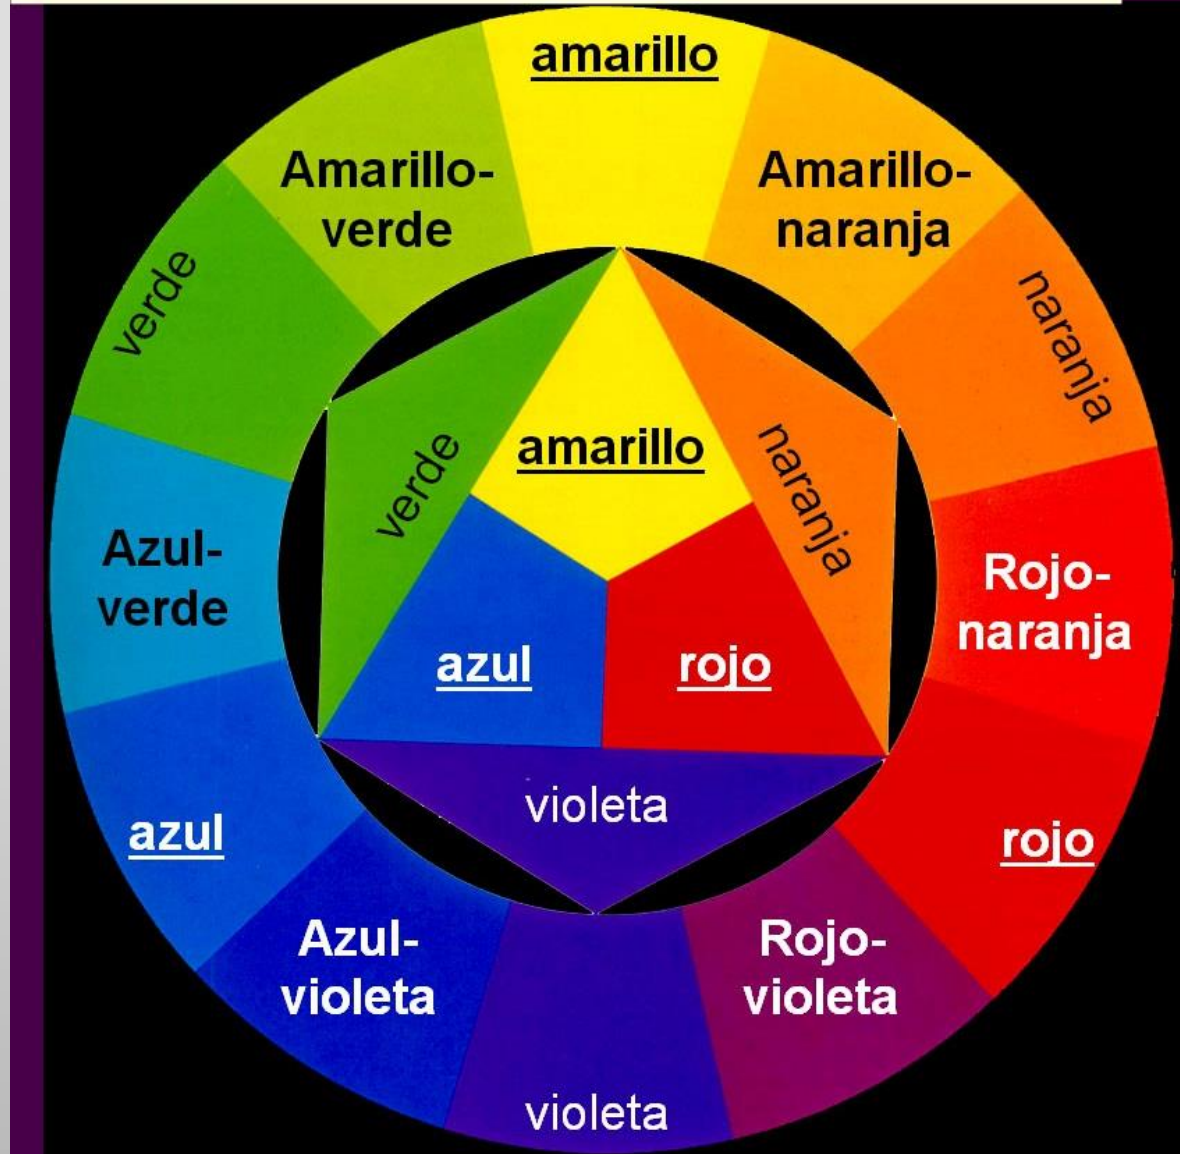 amarillo
Amarillo-
verde
Amarillo-
naranja
verde
naranja
amarillo
verde
naranja
Azul-
verde
Rojo-
naranja
azul
rojo
violeta
azul
rojo
Azul-
violeta
Rojo-
violeta
violeta